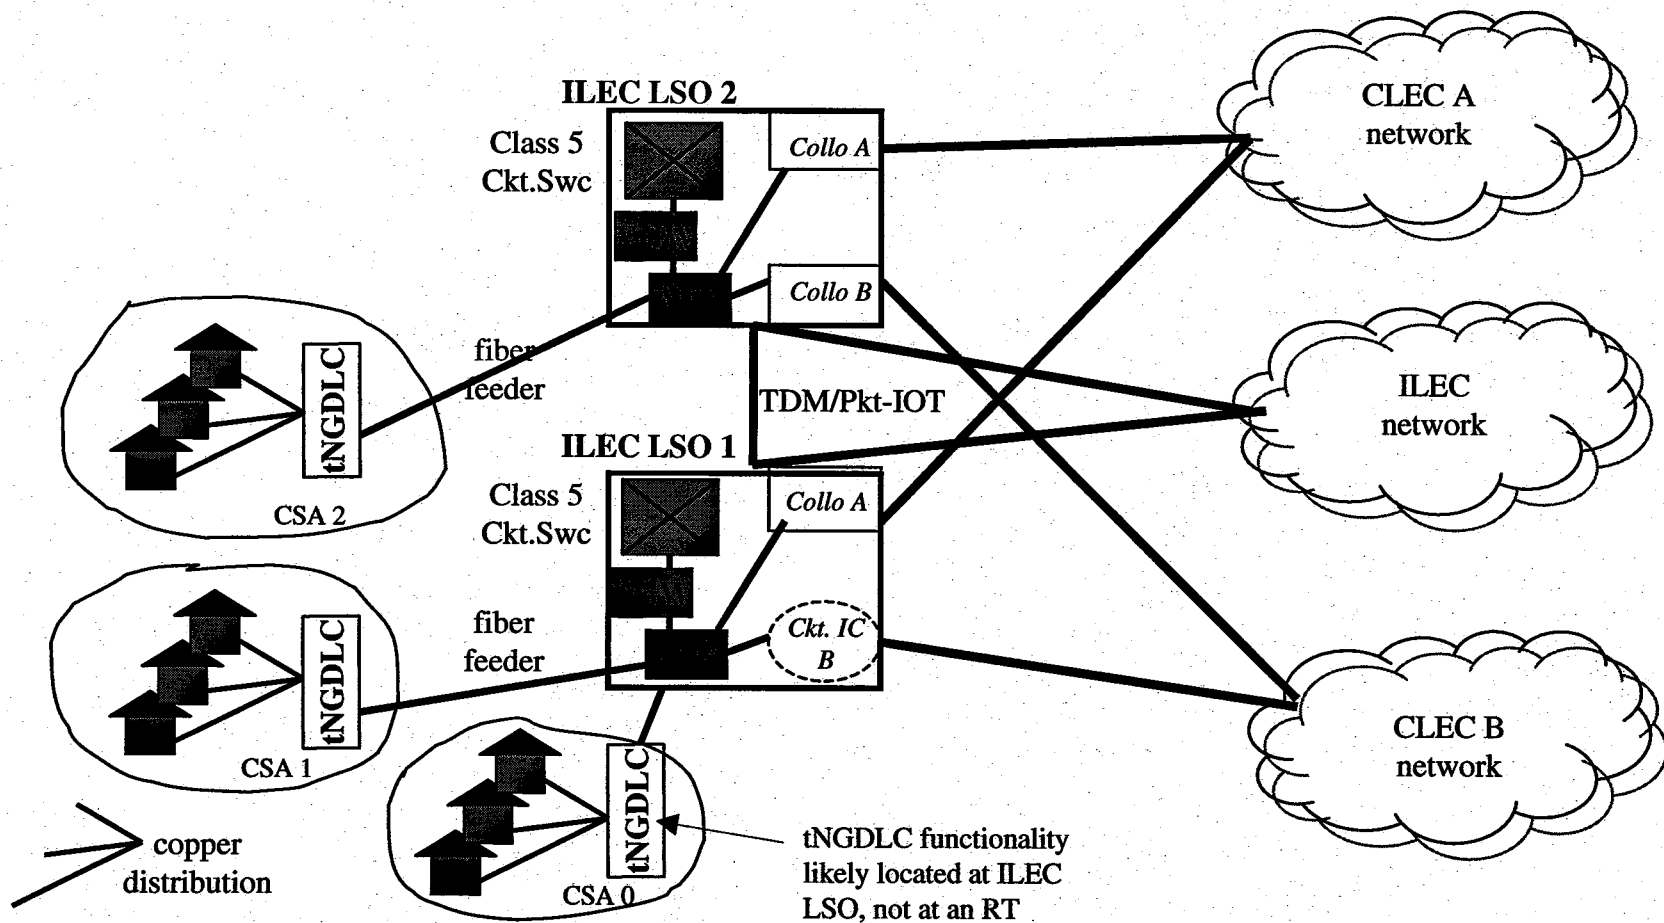 ILEC LSO 2
Class 5
Ckt.Swc
Collo A
Collo B
CLEC A
network
fiber
feeder
tNGDLC
CSA 2
TDM/Pkt-IOT
ILEC
network
ILEC LSO 1
Class 5
Ckt.Swc
Collo A
Ckt. IC
B
fiber
feeder
tNGDLC
CSA 1
CLEC B
network
tNGDLC
CSA 0
copper
distribution
tNGDLC functionality
likely located at ILEC
LSO, not at an RT